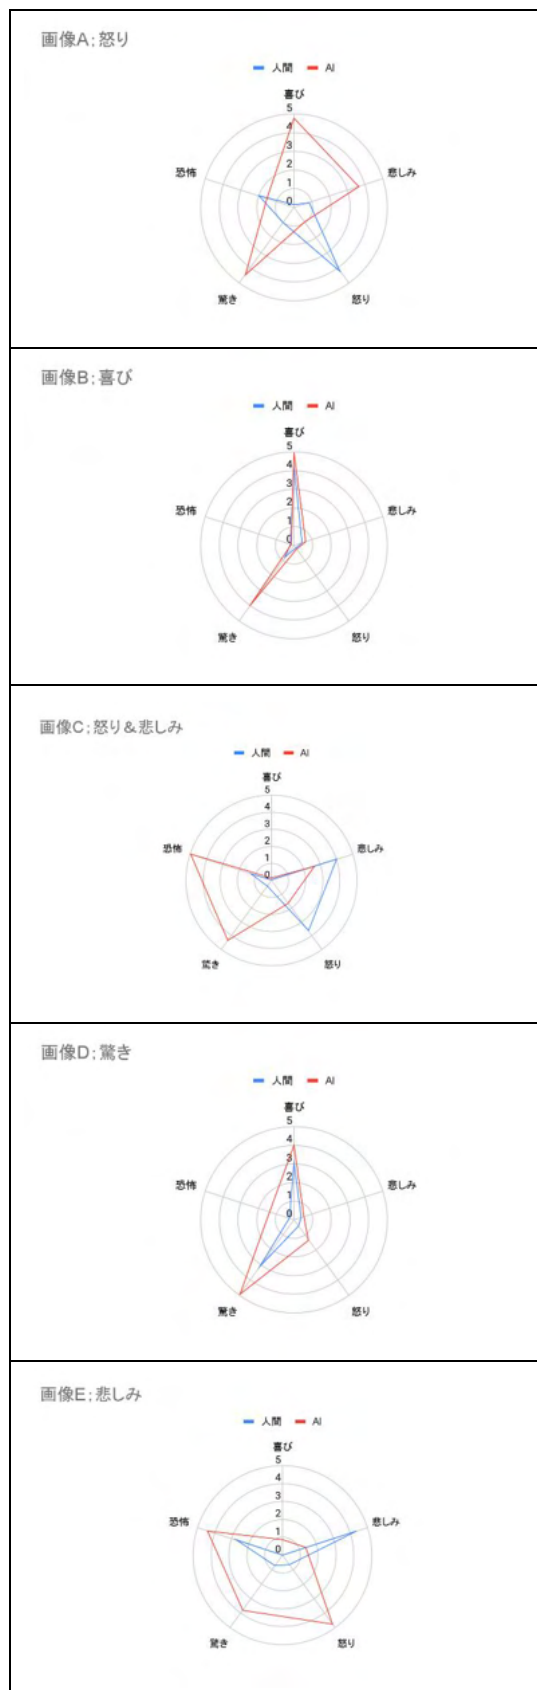 画像A；怒り
人間 AI
喜び
5
4
3
2
1
0
恐怖
悲しみ
驚き
怒り
画像B；喜び
人間 AI
喜び
5
4
3
2
1
0
恐怖
悲しみ
驚き
怒り
画像C；怒り＆悲しみ
人間 AI
喜び
5
4
3
2
1
0
恐怖
悲しみ
驚き
怒り
画像D；驚き
人間 AI
喜び
5
4
3
2
1
0
恐怖
悲しみ
驚き
怒り
画像E；悲しみ
人間 AI
喜び
5
4
3
2
1
0
恐怖
悲しみ
驚き
怒り